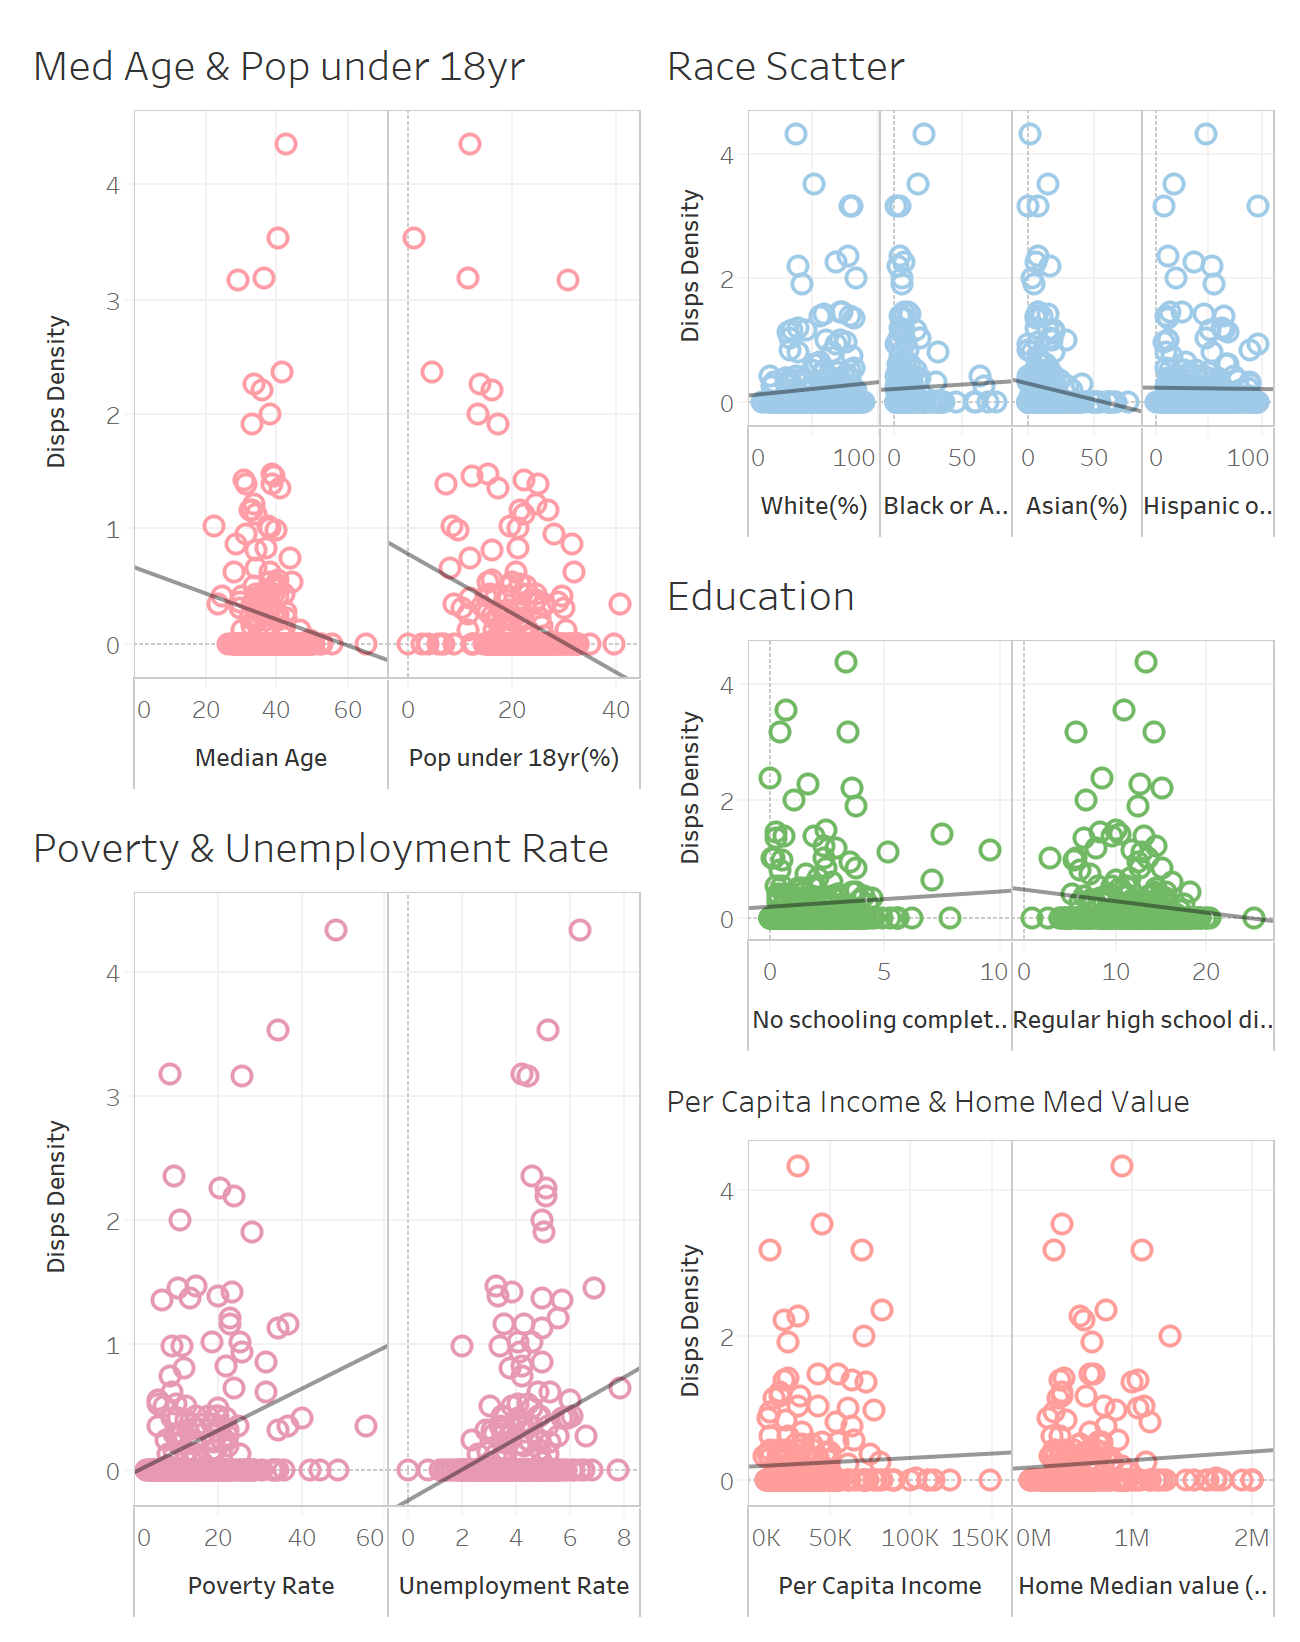 Med Age & Pop under 18yr
Disps Density
4
3
2
1
0
0 20 40 60 0 20 40
Median Age Pop under 18yr(%)
Poverty & Unemployment Rate
Disps Density
4
3
2
1
0
0 20 40 60 0 2 4 6 8
Poverty Rate Unemployment Rate
Race Scatter
Disps Density
4
2
0
0 100 0 50 0 50 0 100
White(%) Black or A.. Asian(%) Hispanic o..
Education
Disps Density
4
2
0
0 5 10 0 10 20
No schooling complet.. Regular high school di..
Per Capita Income & Home Med Value
Disps Density
4
2
0
0K 50K 100K 150K 0M 1M 2M
Per Capita Income Home Median value (..